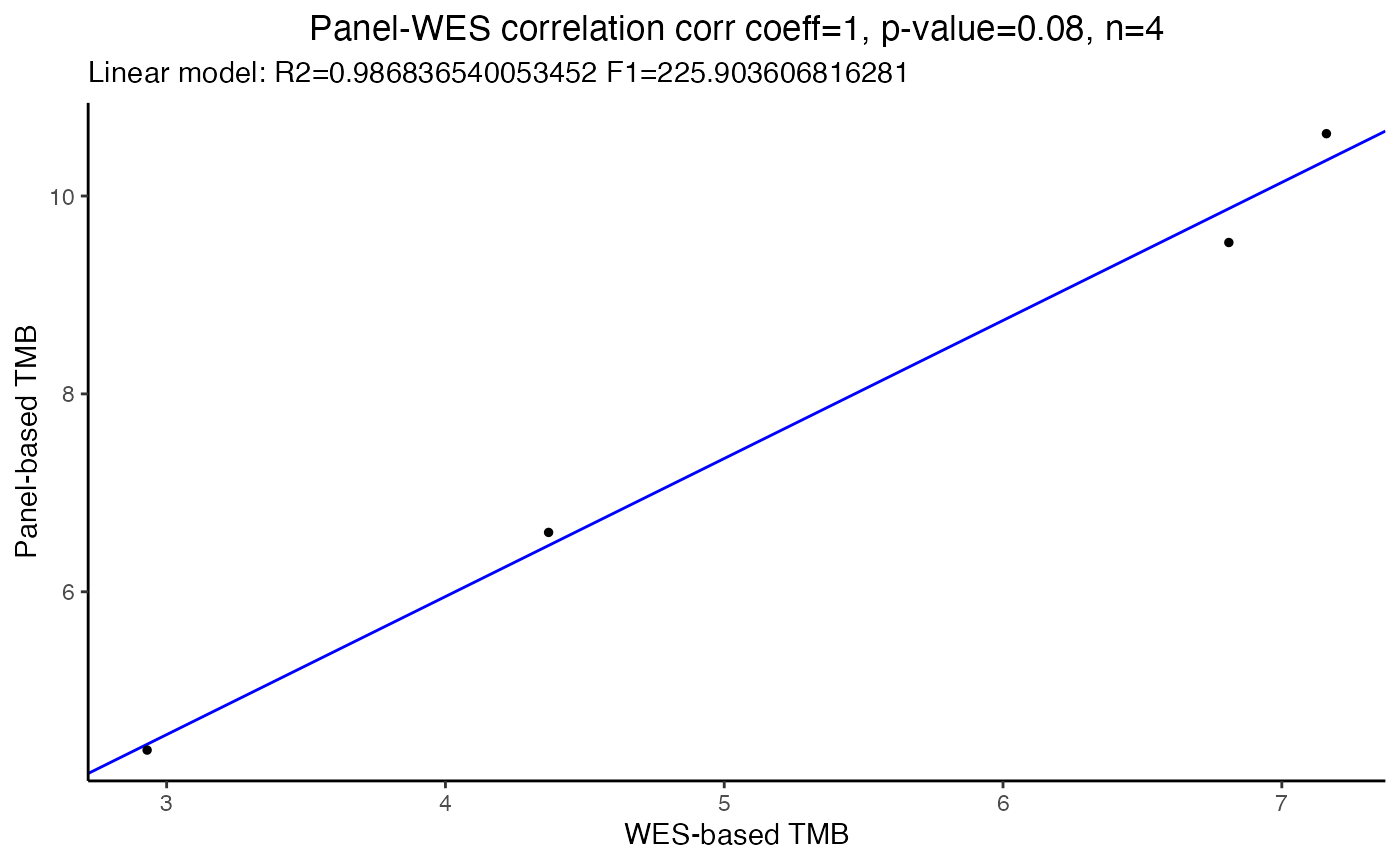 Panel-WES correlation corr coeff=1, p-value=0.08, n=4
Linear model: R2=0.986836540053452 F1=225.903606816281
Panel-based TMB
10
8
6
3 4 5 6 7
WES-based TMB